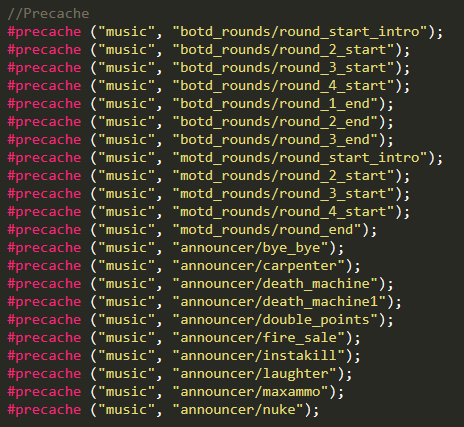 //Precache
#precache ("music", "botd_rounds/round_start_intro");
#precache ("music", "botd_rounds/round_2_start");
#precache ("music", "botd_rounds/round_3_start");
#precache ("music", "botd_rounds/round_4_start");
#precache ("music", "botd_rounds/round_1_end");
#precache ("music", "botd_rounds/round_2_end");
#precache ("music", "botd_rounds/round_3_end");
#precache ("music", "motd_rounds/round_start_intro");
#precache ("music", "motd_rounds/round_2_start");
#precache ("music", "motd_rounds/round_3_start");
#precache ("music", "motd_rounds/round_4_start");
#precache ("music", "motd_rounds/round_end");
#precache ("music", "announcer/bye_bye");
#precache ("music", "announcer/carpenter");
#precache ("music", "announcer/death_machine");
#precache ("music", "announcer/death_machine1");
#precache ("music", "announcer/double_points");
#precache ("music", "announcer/fire_sale");
#precache ("music", "announcer/instakill");
#precache ("music", "announcer/laughter");
#precache ("music", "announcer/maxammo");
#precache ("music", "announcer/nuke");